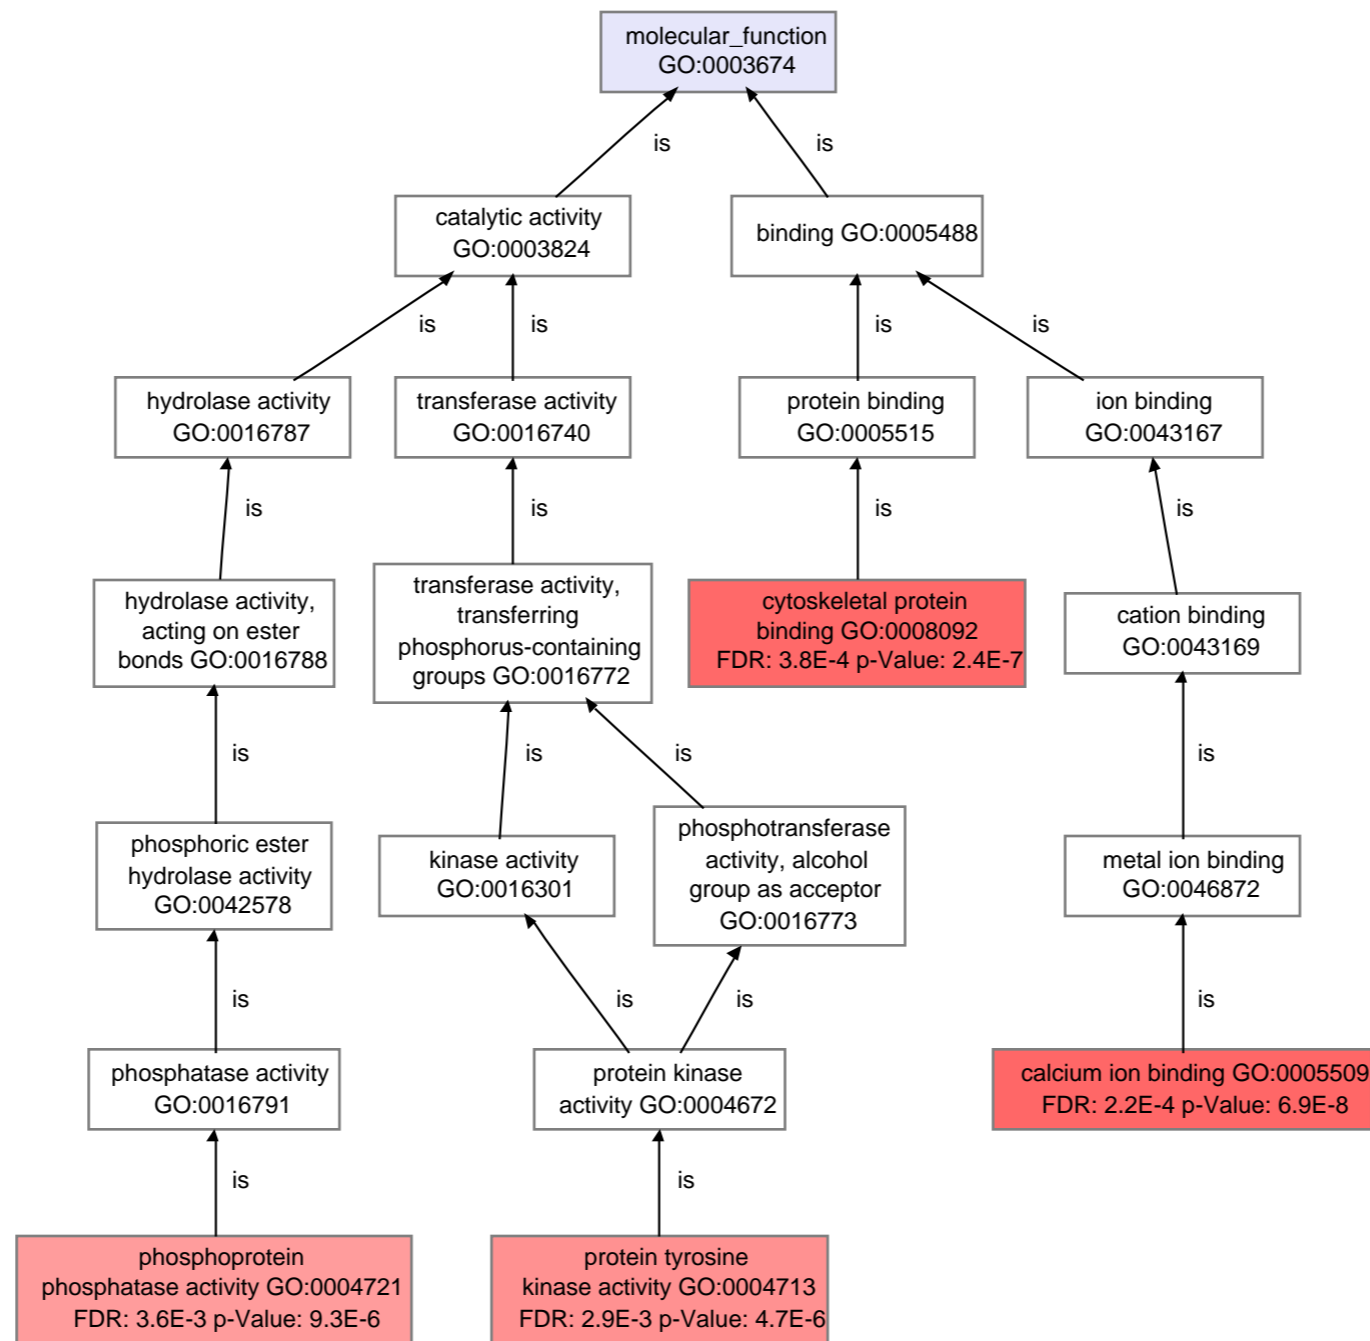 molecular_function
GO:0003674
is
is
catalytic activity
GO:0003824
binding GO:0005488
is
is
is
is
hydrolase activity
GO:0016787
transferase activity
GO:0016740
protein binding
GO:0005515
ion binding
GO:0043167
is
is
is
is
hydrolase activity,
acting on ester
bonds GO:0016788
transferase activity,
transferring
phosphorus-containing
groups GO:0016772
cytoskeletal protein
binding GO:0008092
FDR: 3.8E-4 p-Value: 2.4E-7
cation binding
GO:0043169
is
is
is
is
phosphoric ester
hydrolase activity
GO:0042578
kinase activity
GO:0016301
phosphotransferase
activity, alcohol
group as acceptor
GO:0016773
metal ion binding
GO:0046872
is
is
is
is
phosphatase activity
GO:0016791
protein kinase
activity GO:0004672
calcium ion binding GO:0005509
FDR: 2.2E-4 p-Value: 6.9E-8
is
is
phosphoprotein
phosphatase activity GO:0004721
FDR: 3.6E-3 p-Value: 9.3E-6
protein tyrosine
kinase activity GO:0004713
FDR: 2.9E-3 p-Value: 4.7E-6